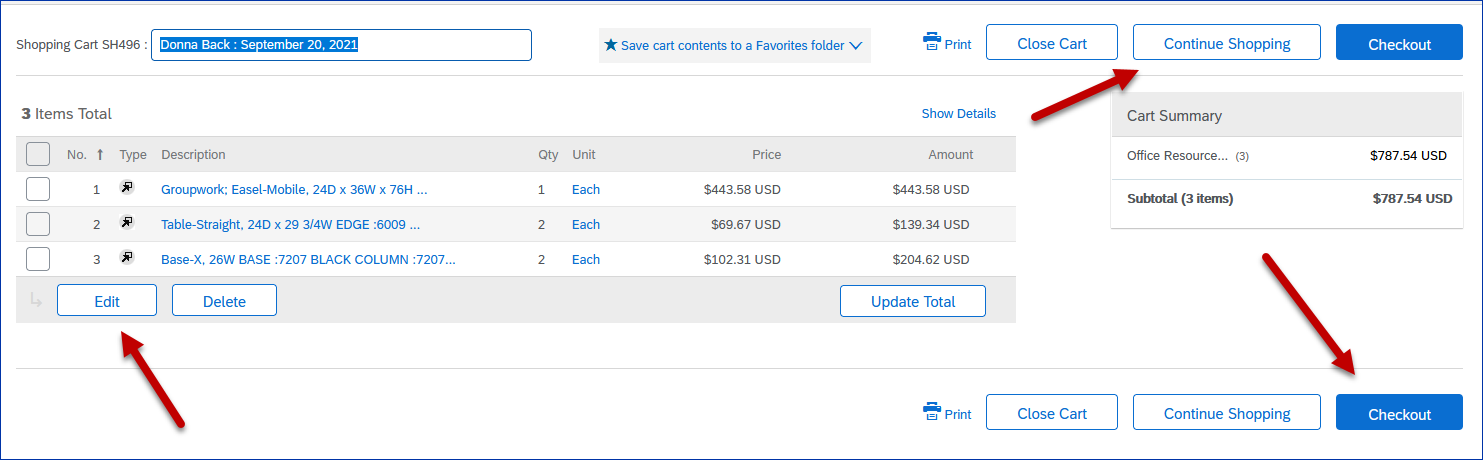 Shopping Cart SH496 : Donna Back : September 20, 2021 Save cart contents to a Favorites folder Print Close Cart Continue Shopping Checkout
3 Items Total Show Details
No. ↑ Type Description Qty Unit Price Amount
1 Groupwork; Easel-Mobile, 24D x 36W x 76H ... 1 Each $443.58 USD $443.58 USD
2 Table-Straight, 24D x 29 3/4W EDGE :6009 ... 2 Each $69.67 USD $139.34 USD
3 Base-X, 26W BASE :7207 BLACK COLUMN :7207... 2 Each $102.31 USD $204.62 USD
Edit Delete Update Total
Cart Summary
Office Resource... (3) $787.54 USD
Subtotal (3 items) $787.54 USD
Print Close Cart Continue Shopping Checkout